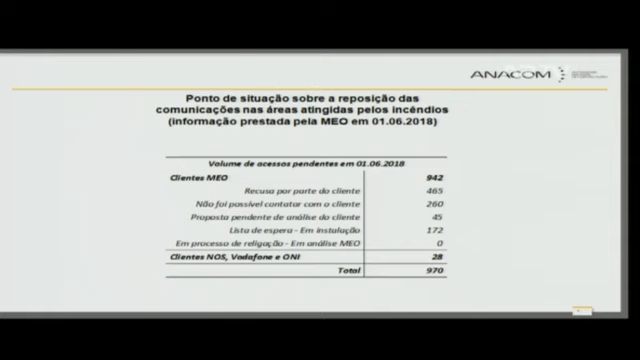 ANACOM
Ponto de situação sobre a reposição das
comunicações nas áreas atingidas pelos incêndios
(informação prestada pela MEO em 01.06.2018)
Volume de acessos pendentes em 01.06.2018
Clientes MEO 942
Recusa por parte do cliente 465
Não foi possível contatar com o cliente 260
Proposta pendente de análise do cliente 45
Lista de espera - Em instalação 172
Em processo de religação - Em análise MEO 0
Clientes NOS, Vodafone e ONI 28
Total 970